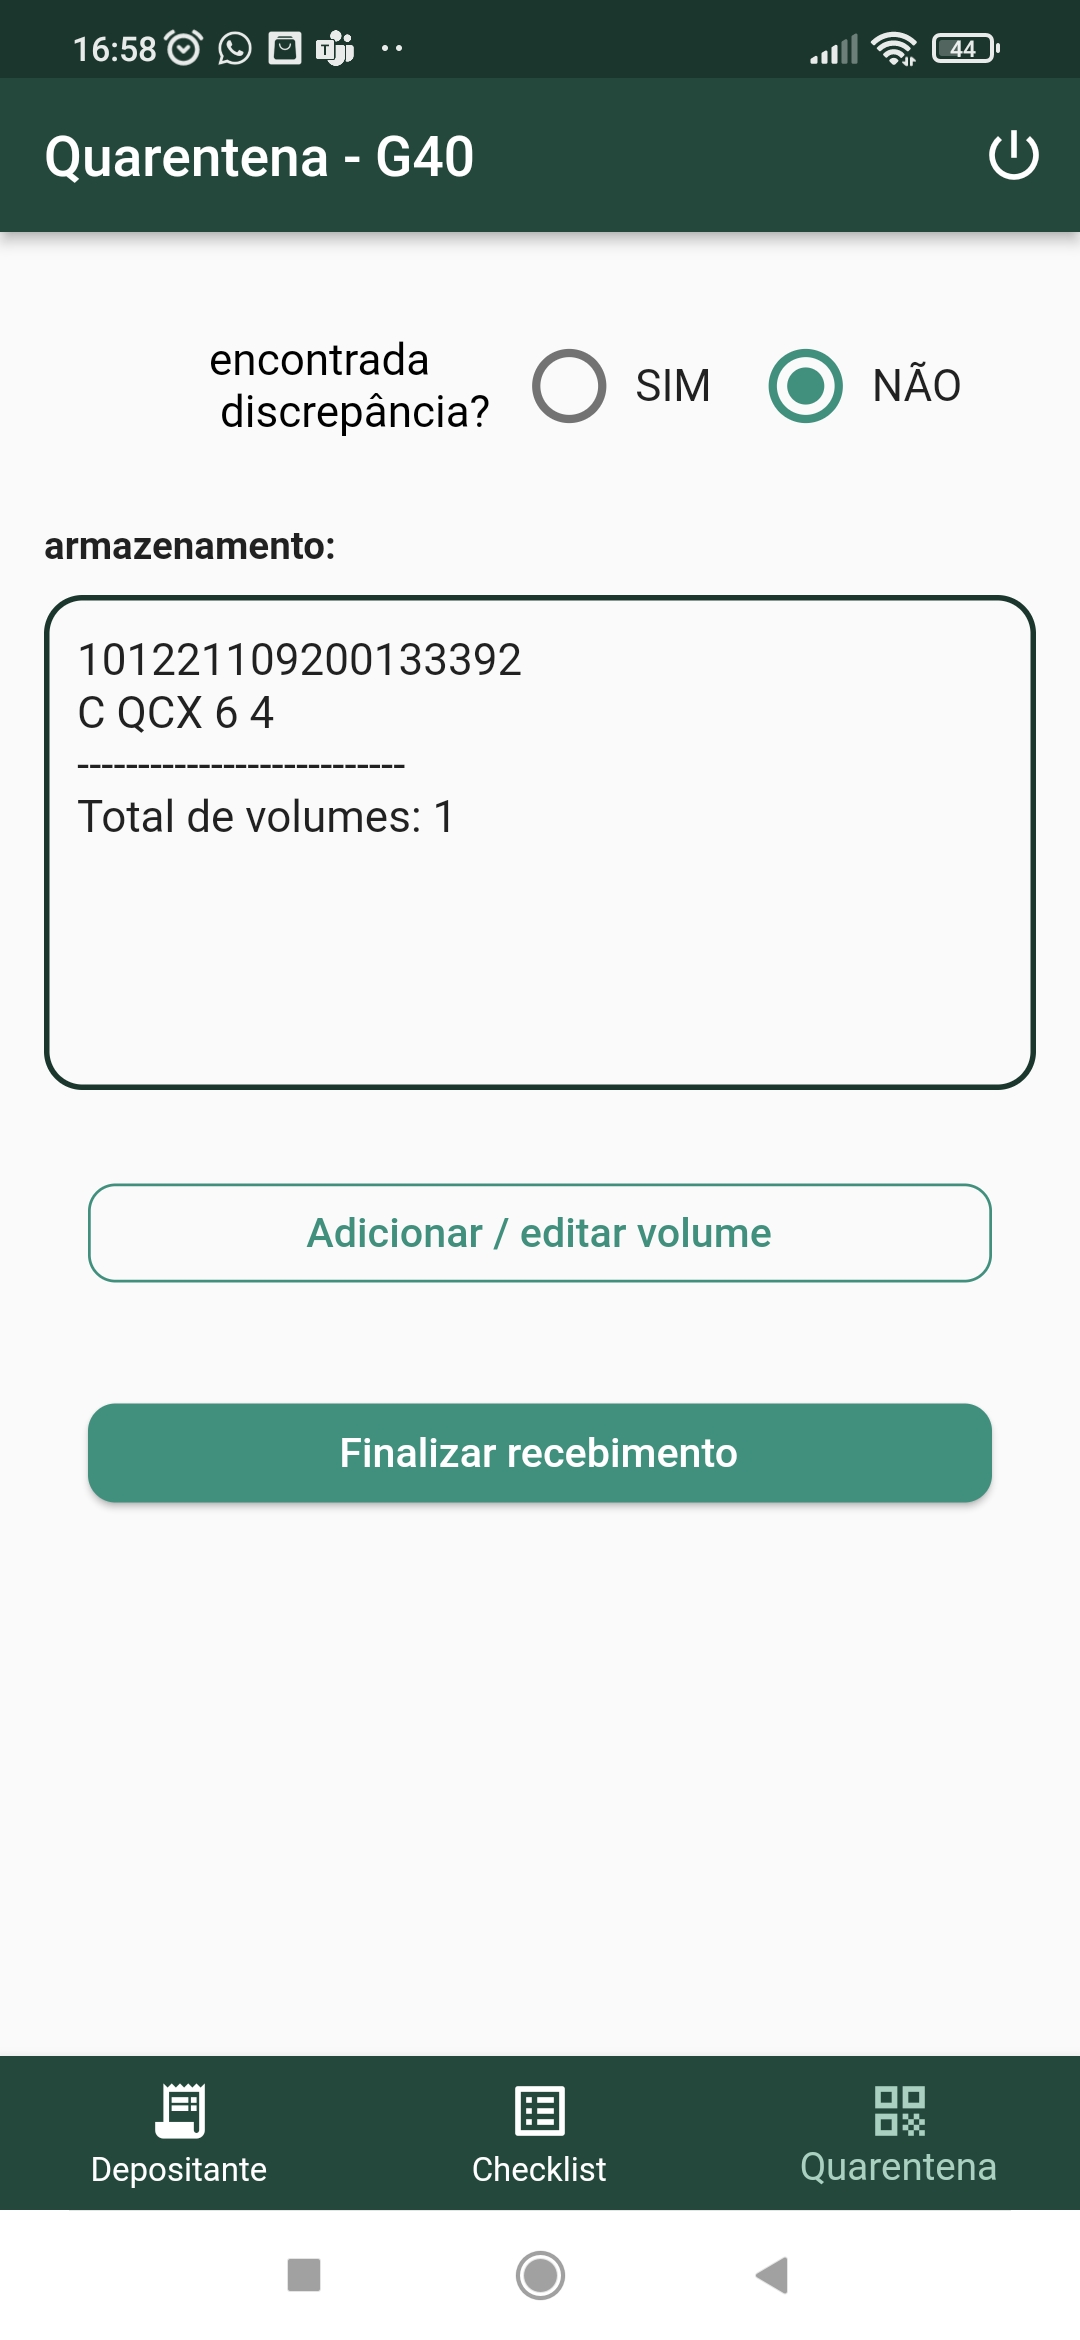 16:58
44
Quarentena - G40
encontrada
discrepância?
SIM
NÃO
armazenamento:
101221109200133392
C QCX 6 4
---------------------------
Total de volumes: 1
Adicionar / editar volume
Finalizar recebimento
Depositante
Checklist
Quarentena